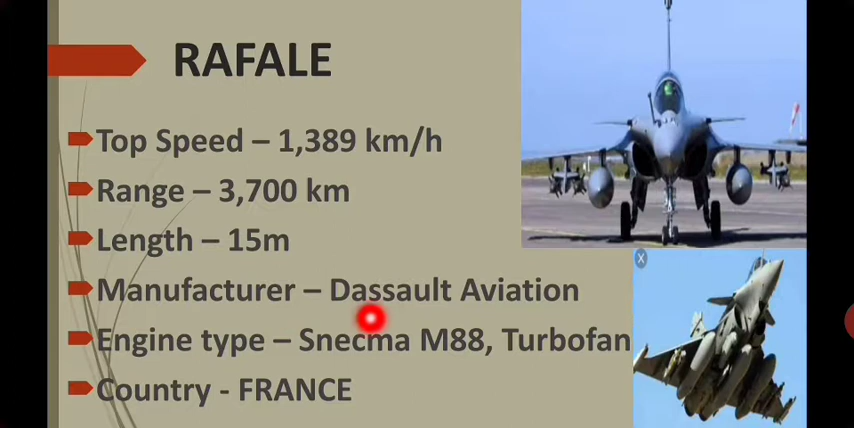 RAFALE
Top Speed – 1,389 km/h
Range – 3,700 km
Length – 15m
Manufacturer – Dassault Aviation
Engine type – Snecma M88, Turbofan
Country - FRANCE
X